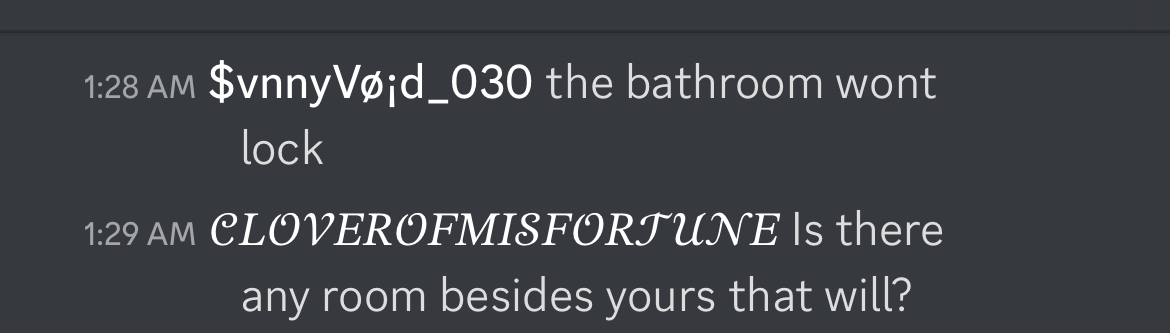 1:28 AM $vnnyVø¡d_030 the bathroom wont
lock
1:29 AM 𝓒𝓛𝓞𝓥𝓔𝓡𝓞𝓕𝓜𝓘𝓢𝓕𝓞𝓡𝓣𝓤𝓝𝓔 Is there
any room besides yours that will?